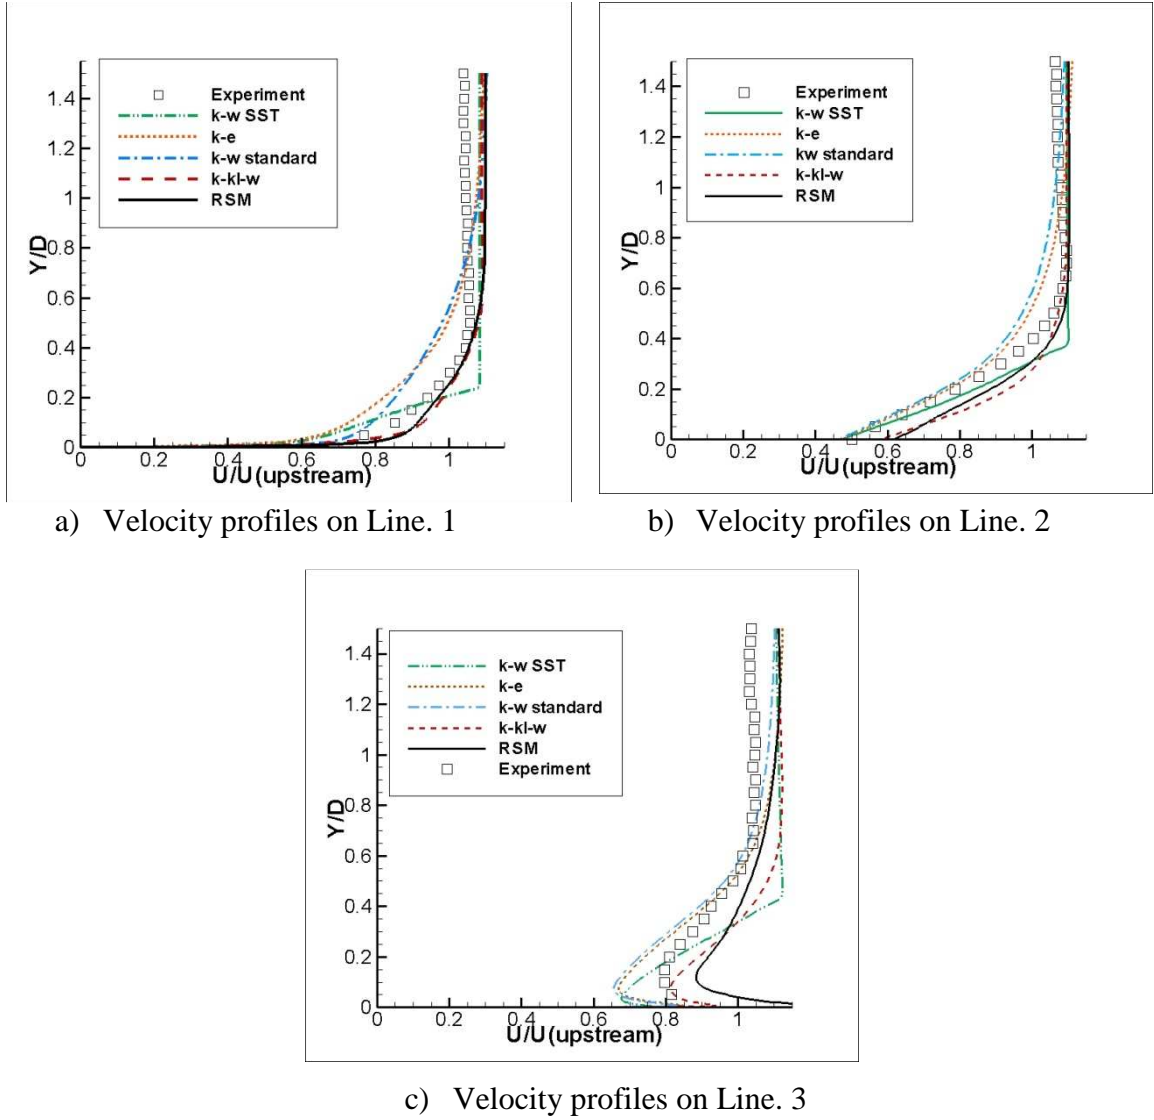 Experiment
k-w SST
k-e
k-w standard
k-kl-w
RSM
Y/D
1.4
1.2
1
0.8
0.6
0.4
0.2
0
0 0.2 0.4 0.6 0.8 1
U/U(upstream)
a) Velocity profiles on Line. 1
Experiment
k-w SST
k-e
kw standard
k-kl-w
RSM
Y/D
1.4
1.2
1
0.8
0.6
0.4
0.2
0
0 0.2 0.4 0.6 0.8 1
U/U(upstream)
b) Velocity profiles on Line. 2
k-w SST
k-e
k-w standard
k-kl-w
RSM
Experiment
Y/D
1.4
1.2
1
0.8
0.6
0.4
0.2
0
0 0.2 0.4 0.6 0.8 1
U/U(upstream)
c) Velocity profiles on Line. 3